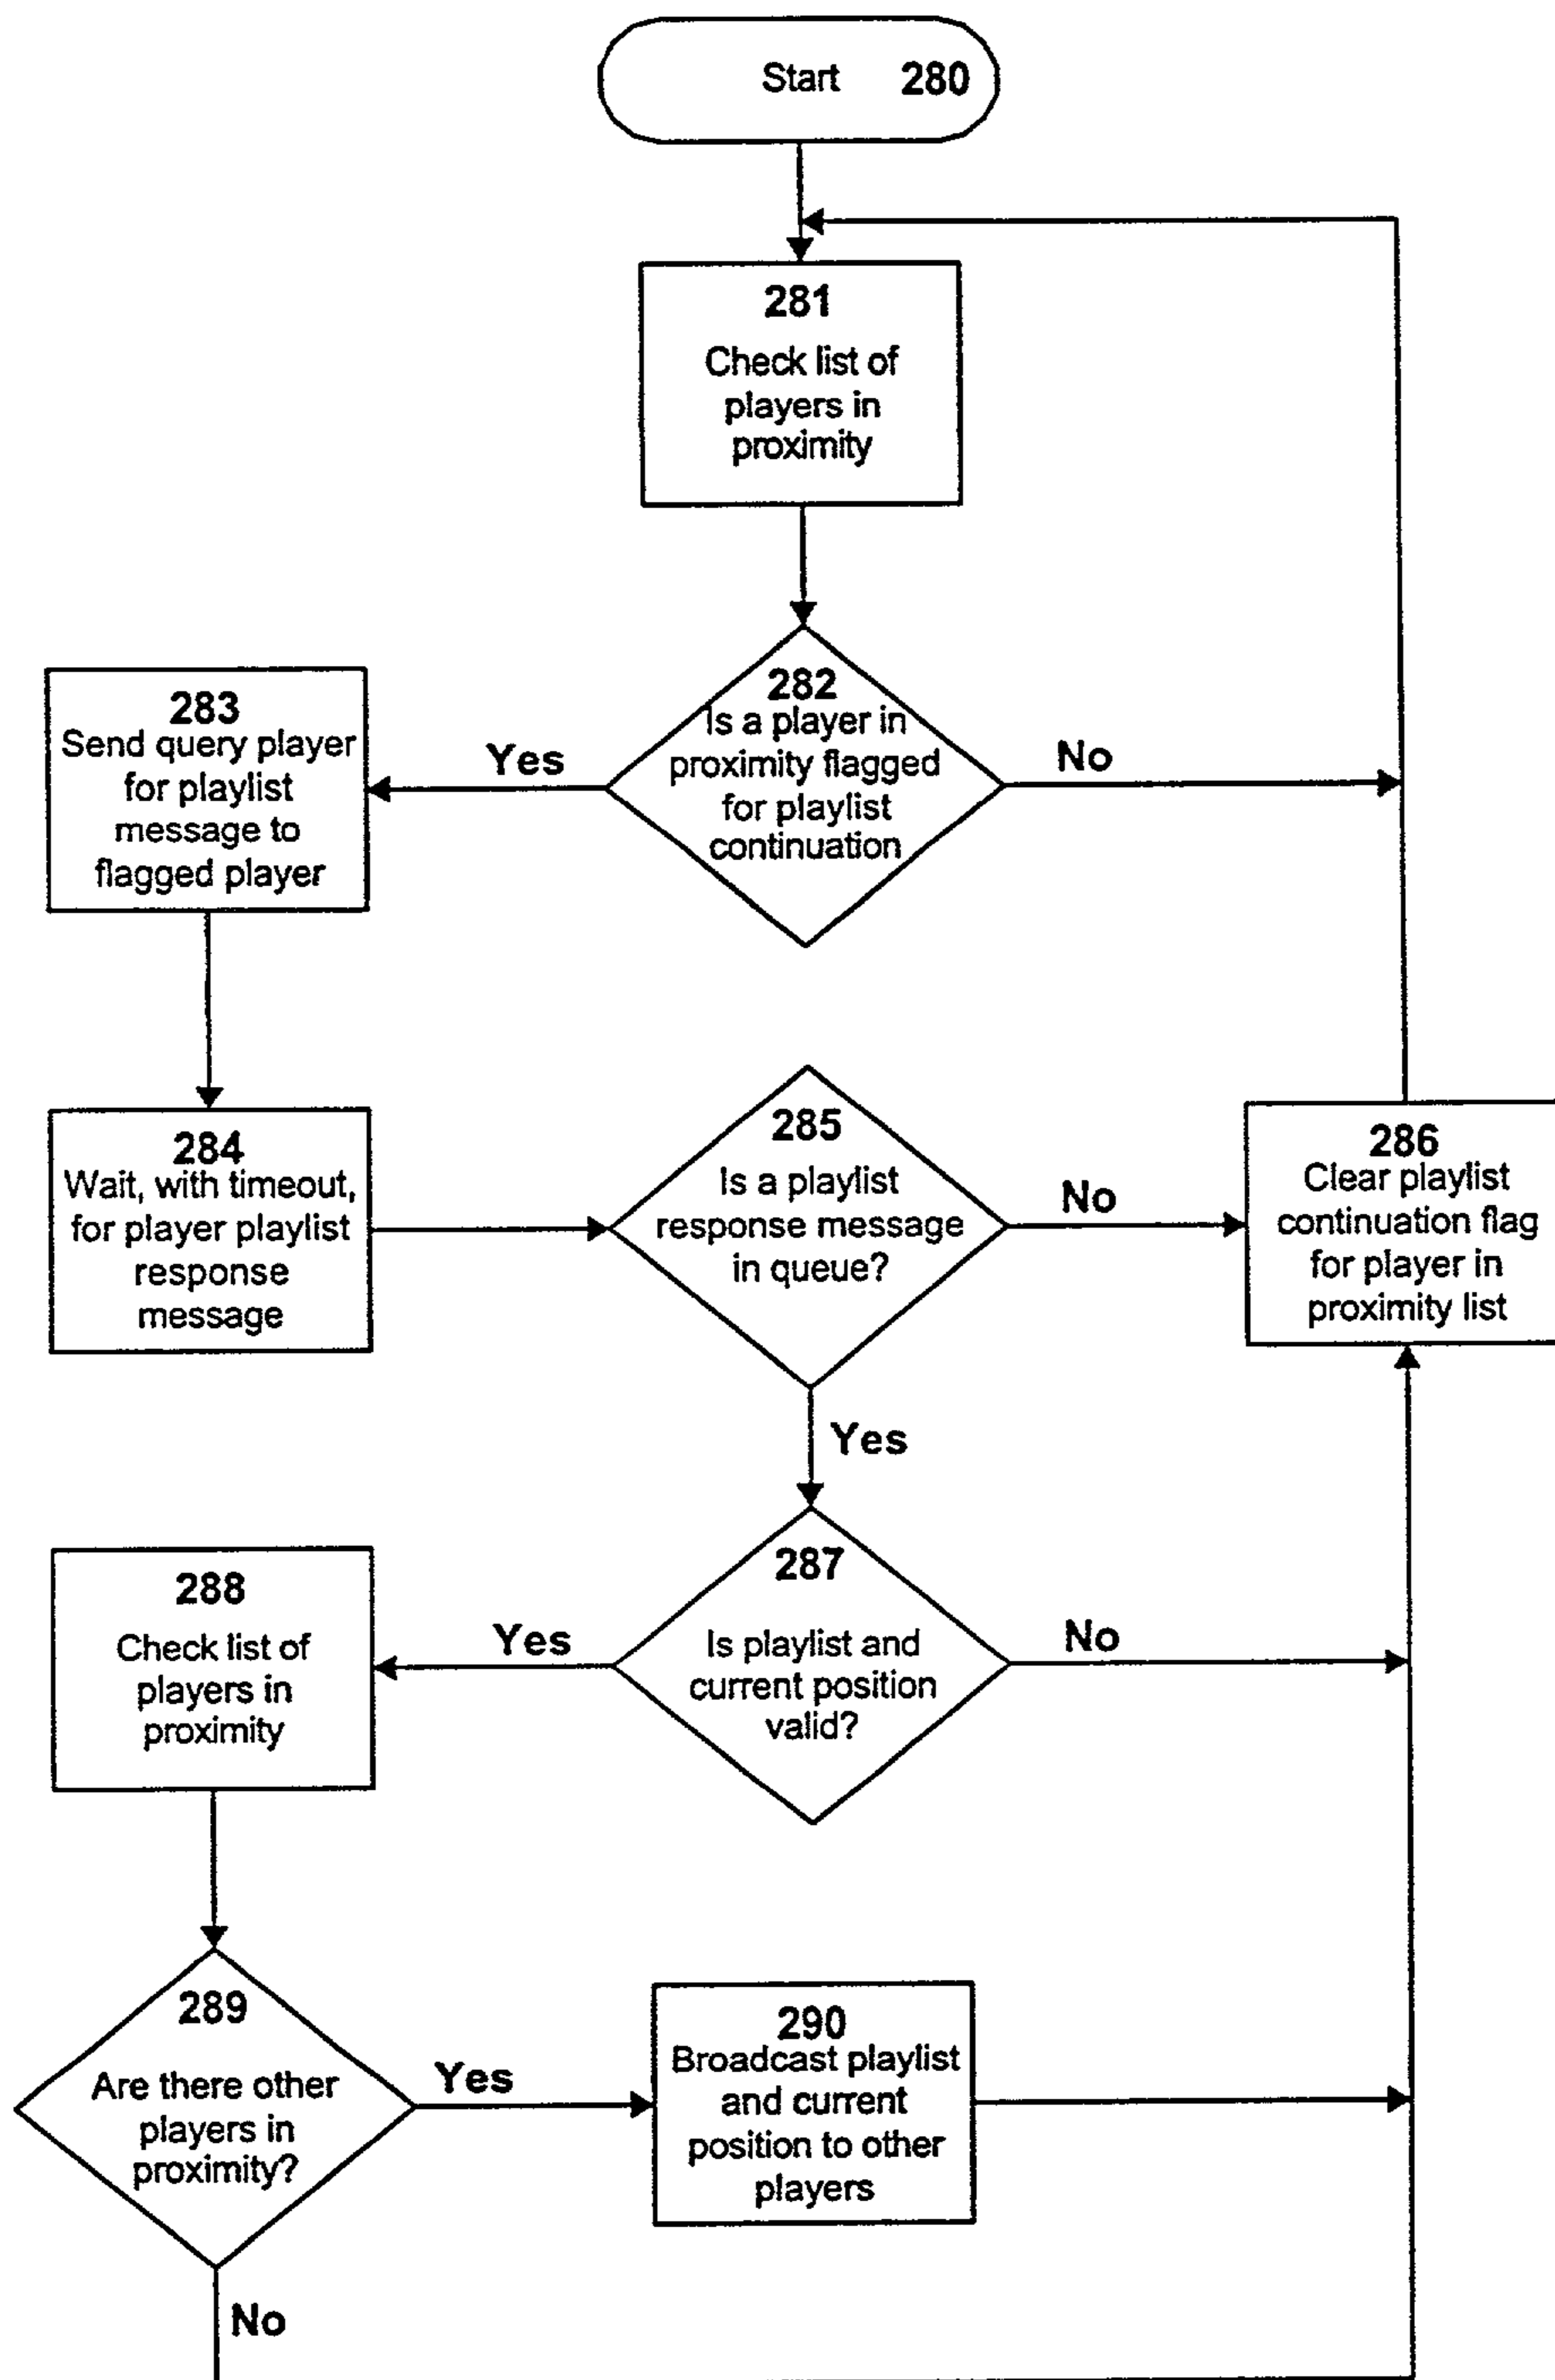 Start 280
281
Check list of
players in
proximity
282
Is a player in
proximity flagged
for playlist
continuation
Yes
No
283
Send query player
for playlist
message to
flagged player
284
Wait, with timeout,
for player playlist
response
message
285
Is a playlist
response message
in queue?
No
Yes
286
Clear playlist
continuation flag
for player in
proximity list
287
Is playlist and
current position
valid?
Yes
No
288
Check list of
players in
proximity
289
Are there other
players in
proximity?
Yes
No
290
Broadcast playlist
and current
position to other
players